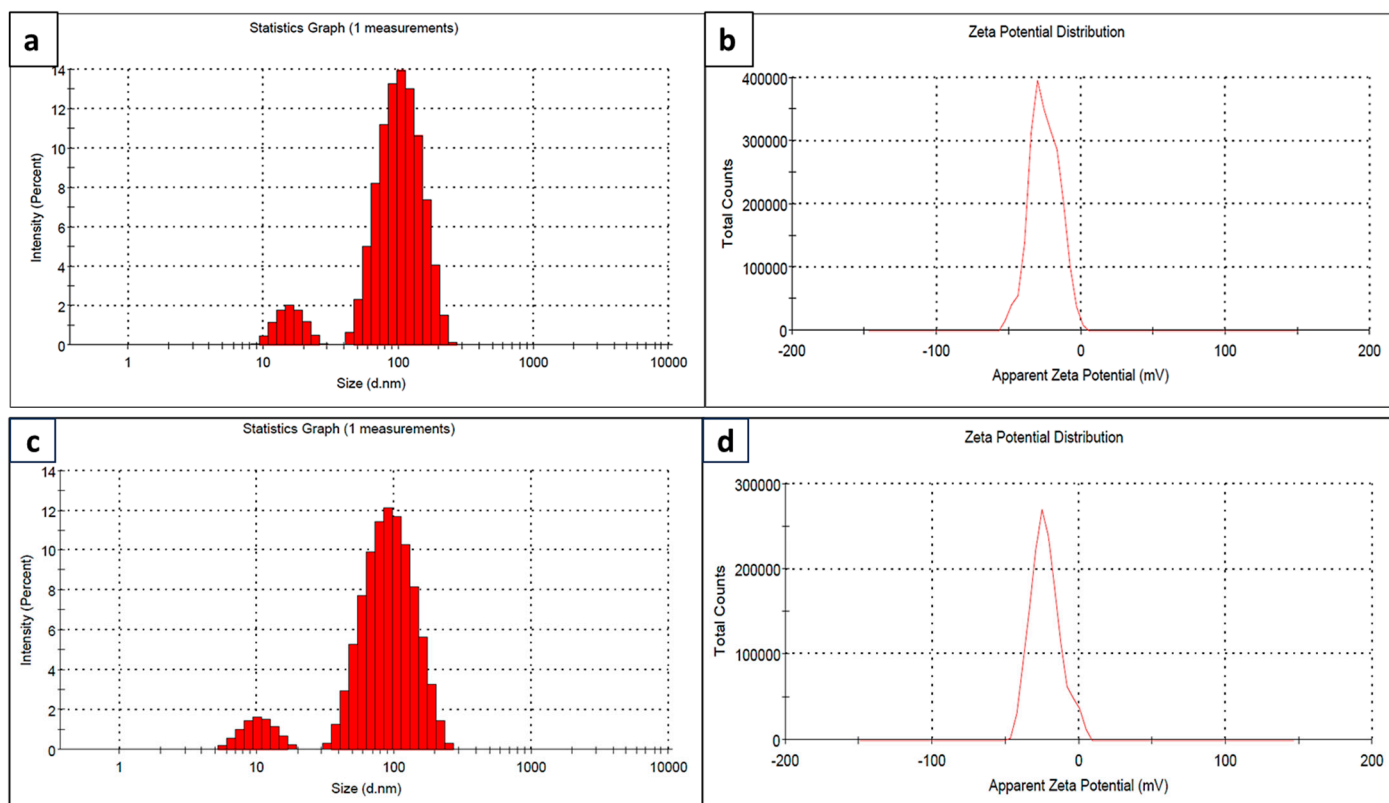 a
Statistics Graph (1 measurements)
14
12
10
8
6
4
2
0
Intensity (Percent)
1 10 100 1000 10000
Size (d.nm)
b
Zeta Potential Distribution
400000
300000
200000
100000
0
Total Counts
-200 -100 0 100 200
Apparent Zeta Potential (mV)
c
Statistics Graph (1 measurements)
14
12
10
8
6
4
2
0
Intensity (Percent)
1 10 100 1000 10000
Size (d.nm)
d
Zeta Potential Distribution
300000
200000
100000
0
Total Counts
-200 -100 0 100 200
Apparent Zeta Potential (mV)